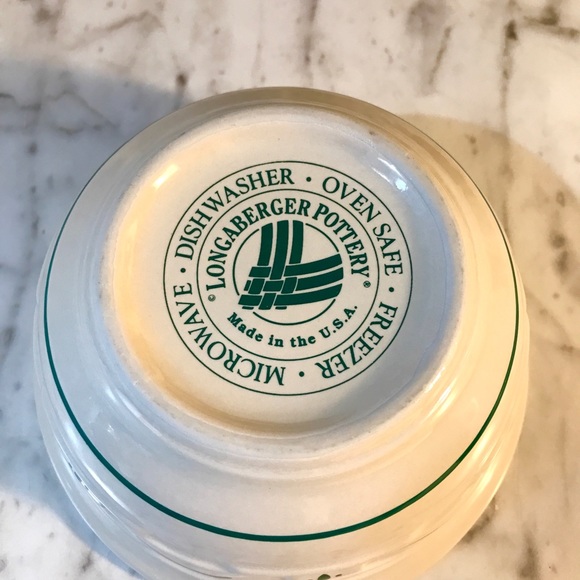 MICROWAVE · DISHWASHER · OVEN SAFE · FREEZER ·
© LONGABERGER POTTERY ®
Made in the U.S.A.